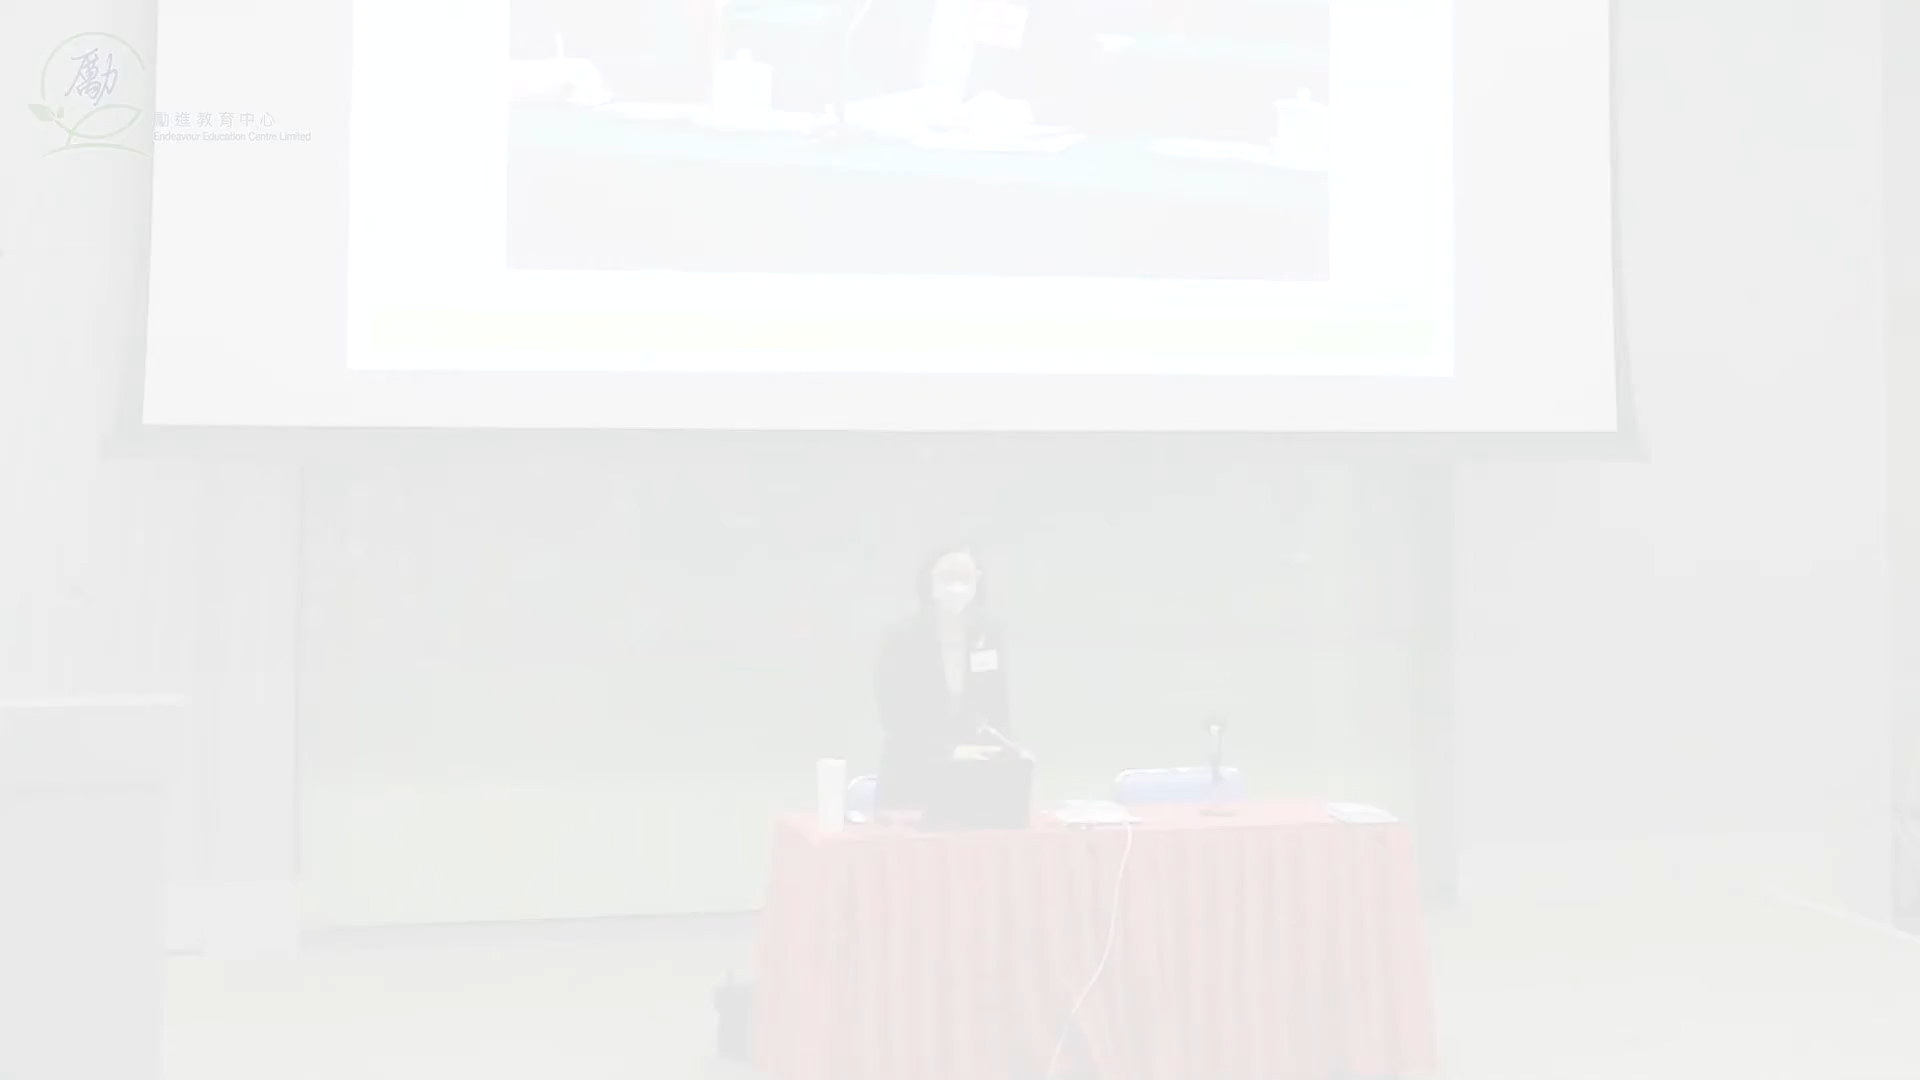 勵
勵進教育中心
Endeavour Education Centre Limited